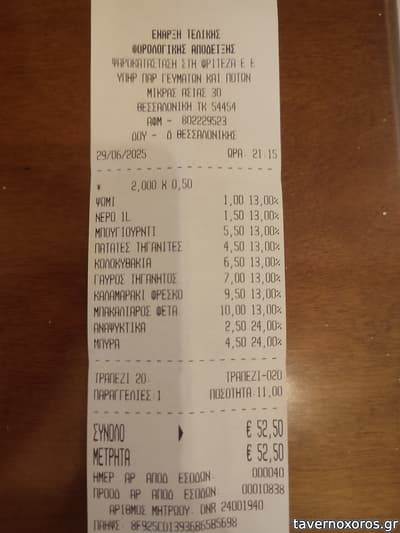 ΕΝΑΡΞΗ ΤΕΛΙΚΗΣ
ΦΟΡΟΛΟΓΙΚΗΣ ΑΠΟΔΕΙΞΗΣ
ΨΑΡΟΚΑΤΑΣΤΑΣΗ ΣΤΗ ΦΡΙΤΕΖΑ Ε Ε
ΥΠΗΡ ΠΑΡ ΓΕΥΜΑΤΩΝ ΚΑΙ ΠΟΤΩΝ
ΜΙΚΡΑΣ ΑΣΙΑΣ 30
ΘΕΣΣΑΛΟΝΙΚΗ ΤΚ 54454
ΑΦΜ - 802229523
ΔΟΥ - Δ ΘΕΣΣΑΛΟΝΙΚΗΣ
29/06/2025 ΩΡΑ: 21:15
* 2,000 X 0,50
ΨΩΜΙ 1,00 13,00%
ΝΕΡΟ 1L 1,50 13,00%
ΜΠΟΥΓΙΟΥΡΝΤΙ 5,50 13,00%
ΠΑΤΑΤΕΣ ΤΗΓΑΝΙΤΕΣ 4,50 13,00%
ΚΟΛΟΚΥΘΑΚΙΑ 6,50 13,00%
ΓΑΥΡΟΣ ΤΗΓΑΝΗΤΟΣ 7,00 13,00%
ΚΑΛΑΜΑΡΑΚΙ ΦΡΕΣΚΟ 9,50 13,00%
ΜΠΑΚΑΛΙΑΡΟΣ ΦΕΤΑ 10,00 13,00%
ΑΝΑΨΥΚΤΙΚΑ 2,50 24,00%
ΜΠΥΡΑ 4,50 24,00%
ΤΡΑΠΕΖΙ 20: ΤΡΑΠΕΖΙ-020
ΠΑΡΑΓΓΕΛΙΕΣ:1 ΠΟΣΟΤΗΤΑ:11,00
ΣΥΝΟΛΟ € 52,50
ΜΕΤΡΗΤΑ € 52,50
ΗΜΕΡ ΑΡ ΑΠΟΔ ΕΣΟΔΩΝ: 000040
ΠΡΟΟΔ ΑΡ ΑΠΟΔ ΕΣΟΔΩΝ 00010838
ΑΡΙΘΜΟΣ ΜΗΤΡΩΟΥ: DNR 24001940
tavernoxoros.gr